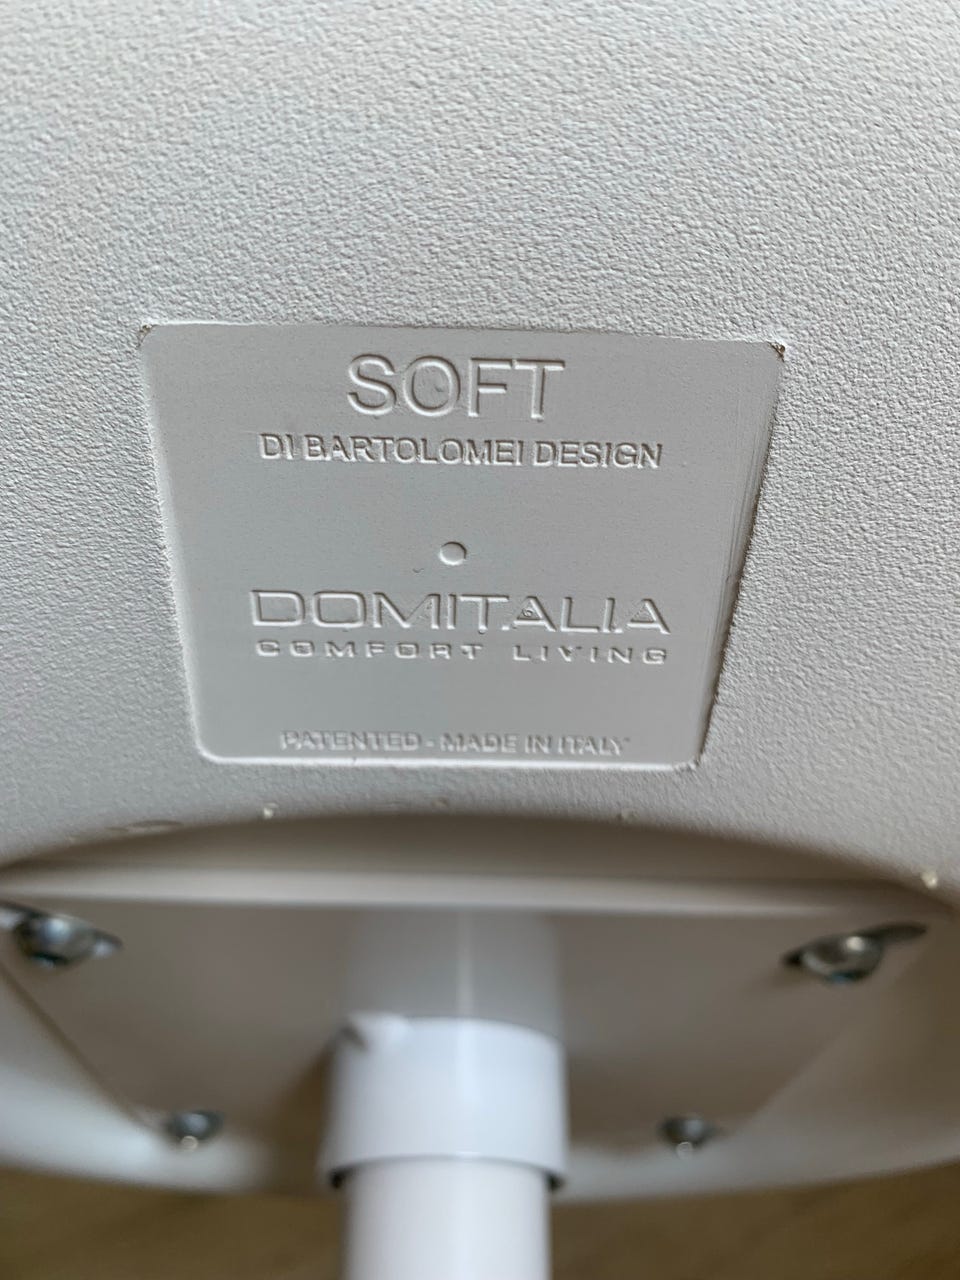 SOFT
DI BARTOLOMEI DESIGN
DOMITALIA
COMFORT LIVING
PATENTED - MADE IN ITALY